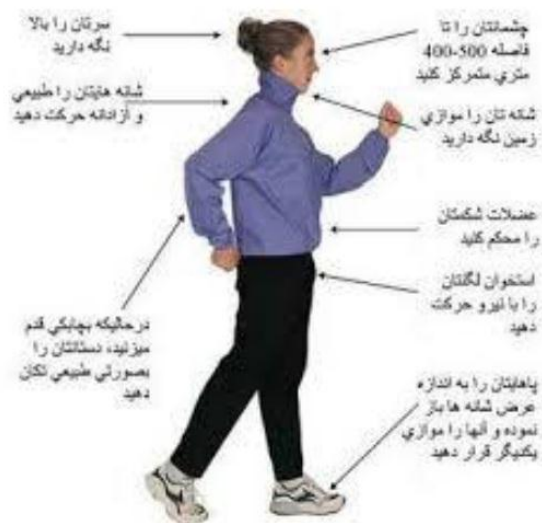 سرتان را بالا
نگه داريد
چشمانتان را تا
فاصله 500-400
متري متمركز كنيد
شانه هايتان را طبيعي
و آزادانه حركت دهيد
شانه تان را موازي
زمين نگه داريد
عضلات شكمتان
را محكم كنيد
استخوان لگنتان
را با نيرو حركت
دهيد
درحاليكه بچابكي قدم
ميزنيد، دستانتان را
بصورتي طبيعي تكان
دهيد
پاهايتان را به اندازه
عرض شانه ها باز
نموده و آنها را موازي
يكديگر قرار دهيد